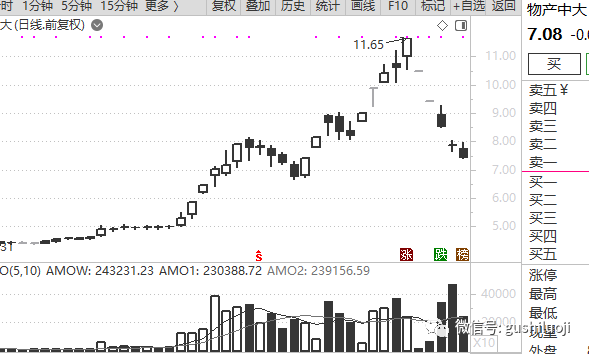 时 1分钟 5分钟 15分钟 更多 〉 复权 叠加 历史 统计 画线 F10 标记 +自选 返回
大(日线.前复权)
11.65
11.00
10.00
9.00
8.00
7.00
6.00
5.00
31
$
涨 跌 榜
O(5,10) AMOW: 243231.23 AMO1: 230388.72 AMO2: 239156.59
40000
X10
物产中大
7.08 -0.
买
卖五¥
卖四
卖三
卖二
卖一
买一
买二
买三
买四
买五
涨停
最高
最低
现量
外盘
微信号: gushituoji